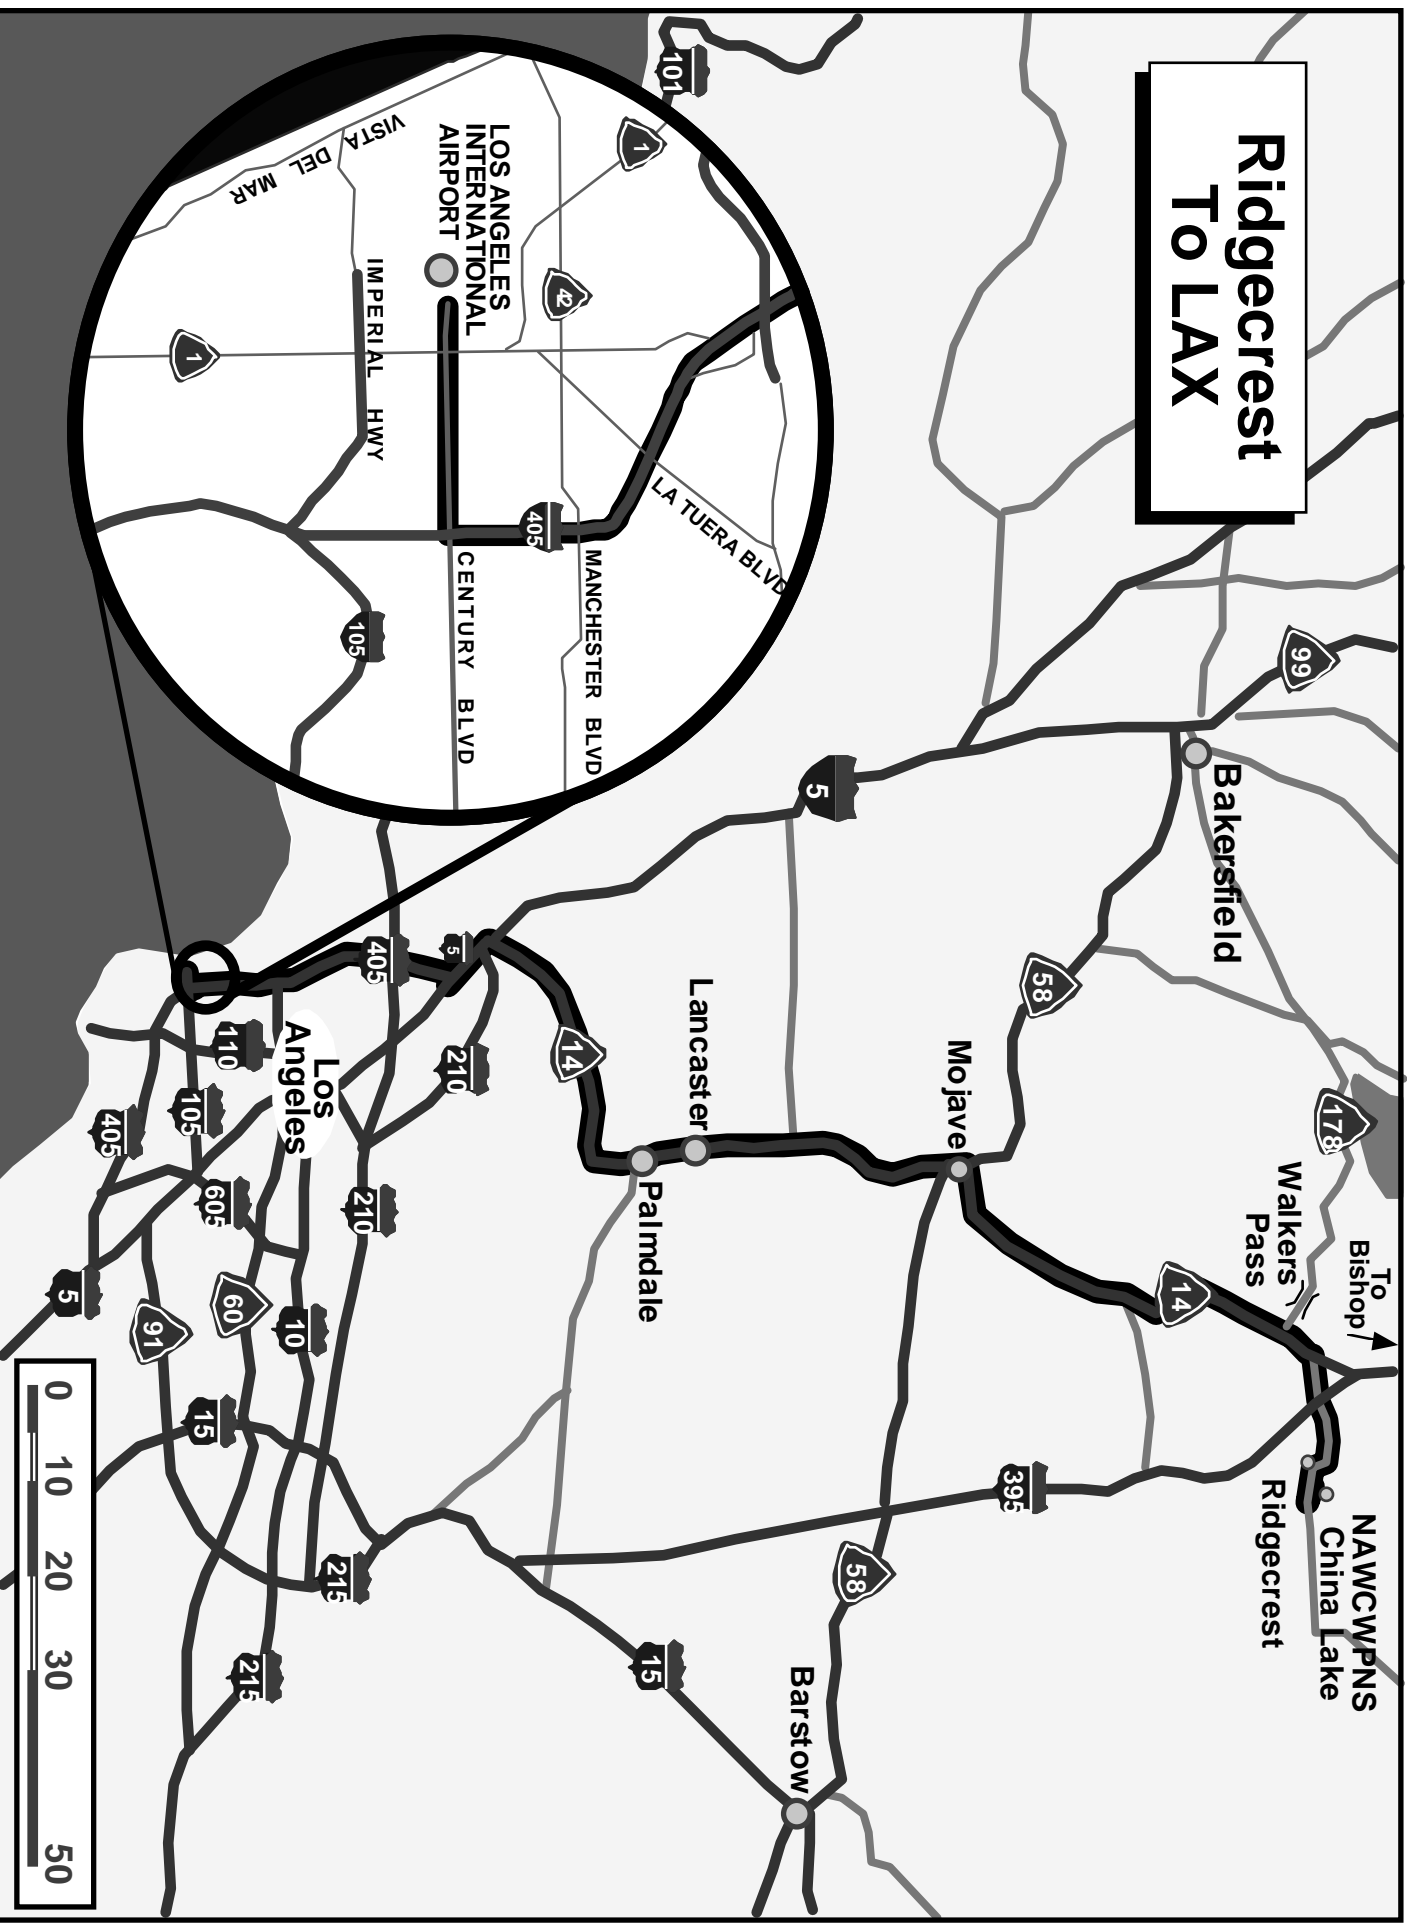 Ridgecrest
To LAX
101
1
VISTA DEL MAR
LOS ANGELES
INTERNATIONAL
AIRPORT
42
1
IMPERIAL HWY
405
LA TUERA BLVD
MANCHESTER BLVD
CENTURY BLVD
105
99
Bakersfield
5
58
178
Walkers
Pass
To
Bishop
14
NAWCWPNS
China Lake
Ridgecrest
395
Mojave
Lancaster
Palmdale
14
5
405
210
Los
Angeles
110
105
405
605
210
5
91
60
10
15
215
215
15
58
Barstow
0 10 20 30 50